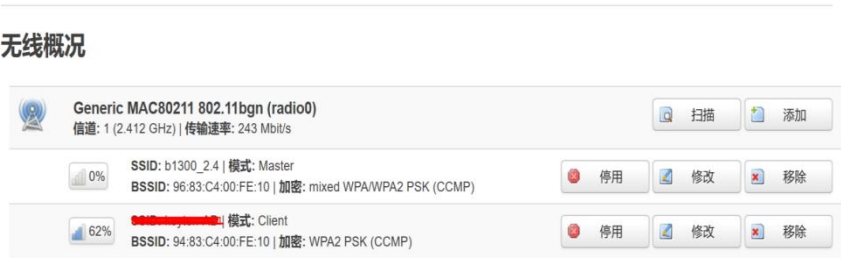 无线概况
Generic MAC80211 802.11bgn (radio0)
信道: 1 (2.412 GHz) | 传输速率: 243 Mbit/s
扫描 添加
0%
SSID: b1300_2.4 | 模式: Master
BSSID: 96:83:C4:00:FE:10 | 加密: mixed WPA/WPA2 PSK (CCMP)
停用 修改 移除
62%
| 模式: Client
BSSID: 94:83:C4:00:FE:10 | 加密: WPA2 PSK (CCMP)
停用 修改 移除